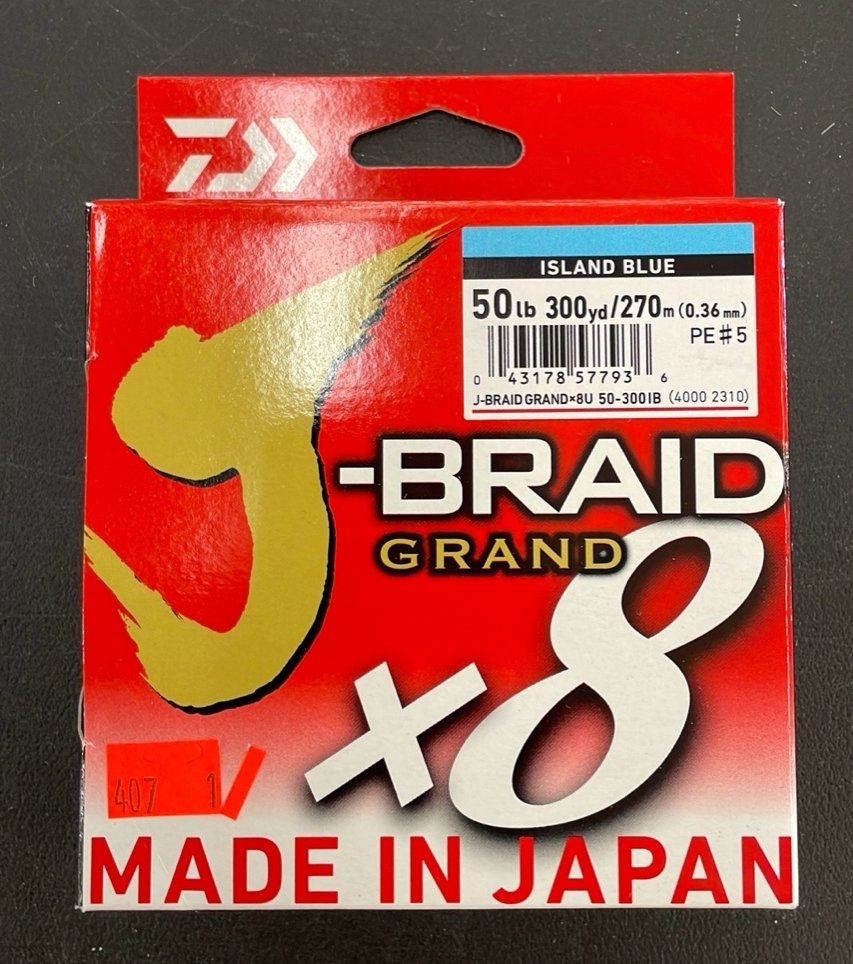 ISLAND BLUE
50lb 300yd/270m (0.36mm)
PE#5
0 43178 57793 6
J-BRAID GRAND×8U 50-300IB (4000 2310)
J-BRAID
GRAND
×8
407 1
MADE IN JAPAN